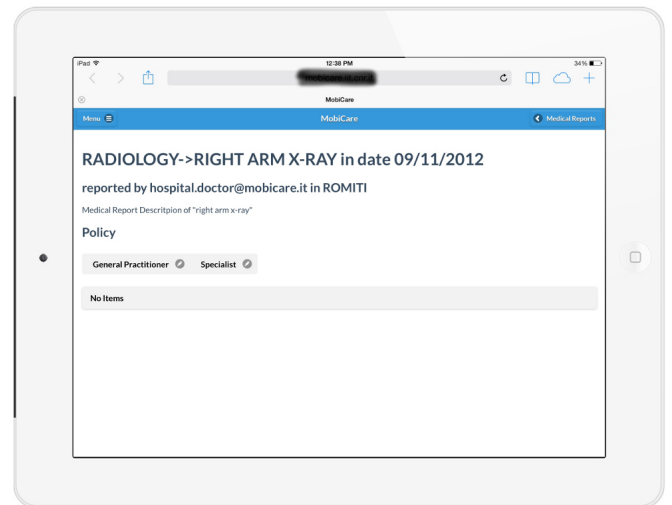 iPad 12:38 PM 34%
MobiCare
Menu MobiCare Medical Reports
RADIOLOGY->RIGHT ARM X-RAY in date 09/11/2012
reported by hospital.doctor@mobicare.it in ROMITI
Medical Report Descritpion of "right arm x-ray"
Policy
General Practitioner Specialist
No Items